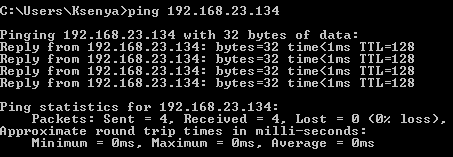 C:\Users\Ksenya>ping 192.168.23.134
Pinging 192.168.23.134 with 32 bytes of data:
Reply from 192.168.23.134: bytes=32 time<1ms TTL=128
Reply from 192.168.23.134: bytes=32 time<1ms TTL=128
Reply from 192.168.23.134: bytes=32 time<1ms TTL=128
Reply from 192.168.23.134: bytes=32 time<1ms TTL=128
Ping statistics for 192.168.23.134:
    Packets: Sent = 4, Received = 4, Lost = 0 (0% loss),
Approximate round trip times in milli-seconds:
    Minimum = 0ms, Maximum = 0ms, Average = 0ms